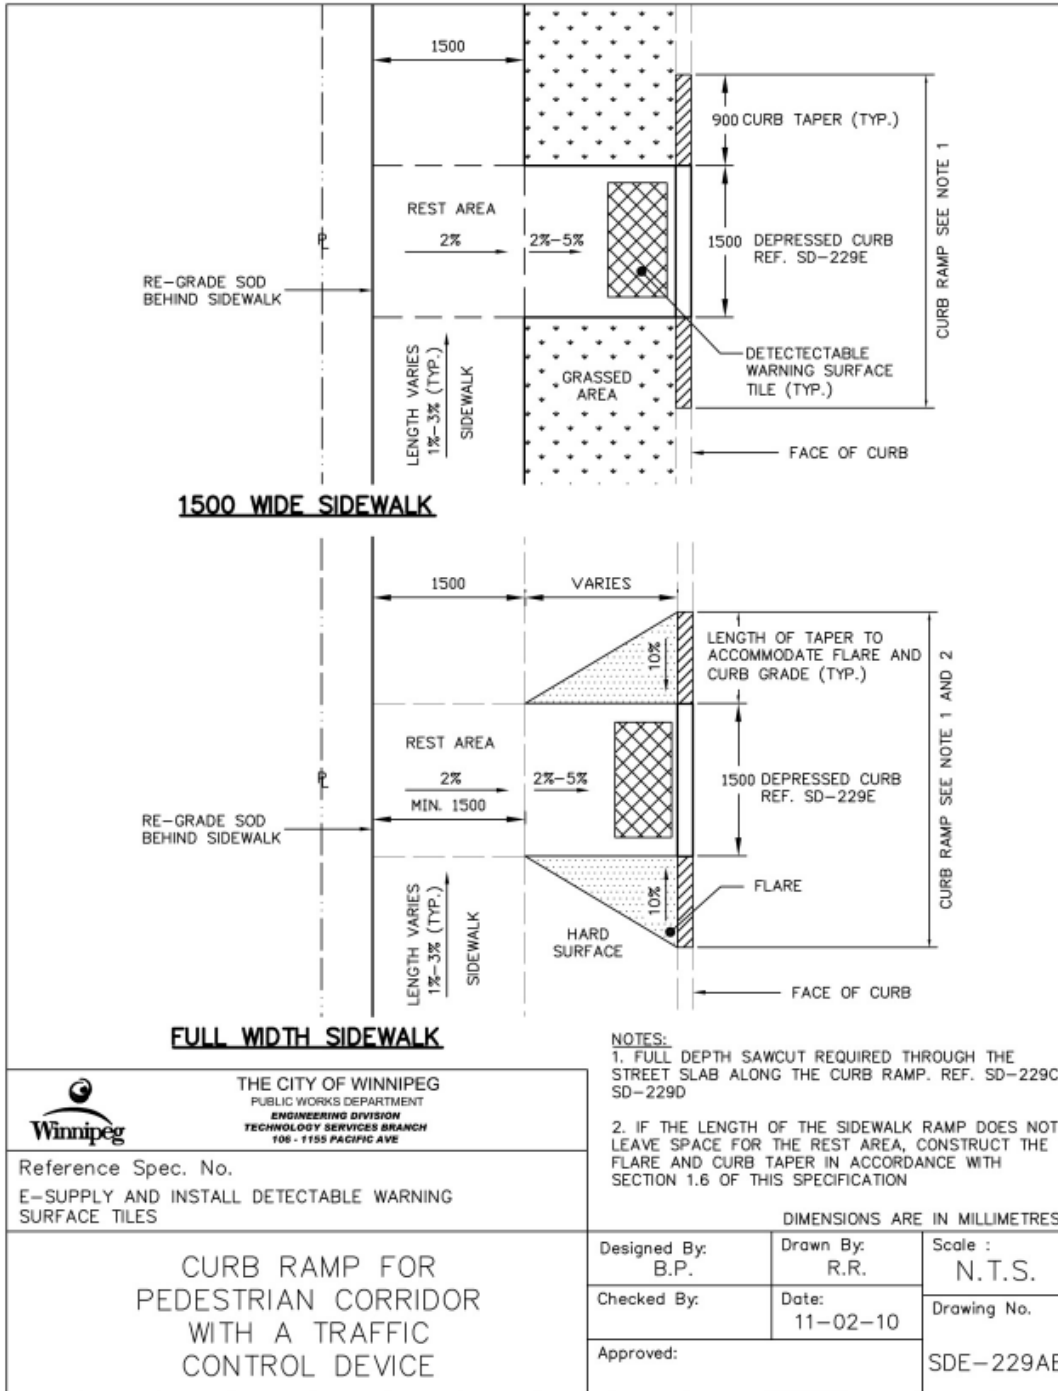 1500
900 CURB TAPER (TYP.)
REST AREA
2%
2%-5%
1500 DEPRESSED CURB
REF. SD-229E
CURB RAMP SEE NOTE 1
PL
RE-GRADE SOD
BEHIND SIDEWALK
LENGTH VARIES
1%-3% (TYP.)
SIDEWALK
GRASSED
AREA
DETECTECTABLE
WARNING SURFACE
TILE (TYP.)
FACE OF CURB
1500 WIDE SIDEWALK
1500
VARIES
10%
LENGTH OF TAPER TO
ACCOMMODATE FLARE AND
CURB GRADE (TYP.)
REST AREA
2%
2%-5%
MIN. 1500
1500 DEPRESSED CURB
REF. SD-229E
CURB RAMP SEE NOTE 1 AND 2
PL
RE-GRADE SOD
BEHIND SIDEWALK
LENGTH VARIES
1%-3% (TYP.)
SIDEWALK
10%
FLARE
HARD
SURFACE
FACE OF CURB
FULL WIDTH SIDEWALK
NOTES:
1. FULL DEPTH SAWCUT REQUIRED THROUGH THE
STREET SLAB ALONG THE CURB RAMP. REF. SD-229C
SD-229D
2. IF THE LENGTH OF THE SIDEWALK RAMP DOES NOT
LEAVE SPACE FOR THE REST AREA, CONSTRUCT THE
FLARE AND CURB TAPER IN ACCORDANCE WITH
SECTION 1.6 OF THIS SPECIFICATION
DIMENSIONS ARE IN MILLIMETRES
Winnipeg
THE CITY OF WINNIPEG
PUBLIC WORKS DEPARTMENT
ENGINEERING DIVISION
TECHNOLOGY SERVICES BRANCH
106 - 1155 PACIFIC AVE
Reference Spec. No.
E-SUPPLY AND INSTALL DETECTABLE WARNING
SURFACE TILES
CURB RAMP FOR
PEDESTRIAN CORRIDOR
WITH A TRAFFIC
CONTROL DEVICE
Designed By:
B.P.
Drawn By:
R.R.
Scale :
N.T.S.
Checked By:
Date:
11-02-10
Drawing No.
Approved:
SDE-229AE